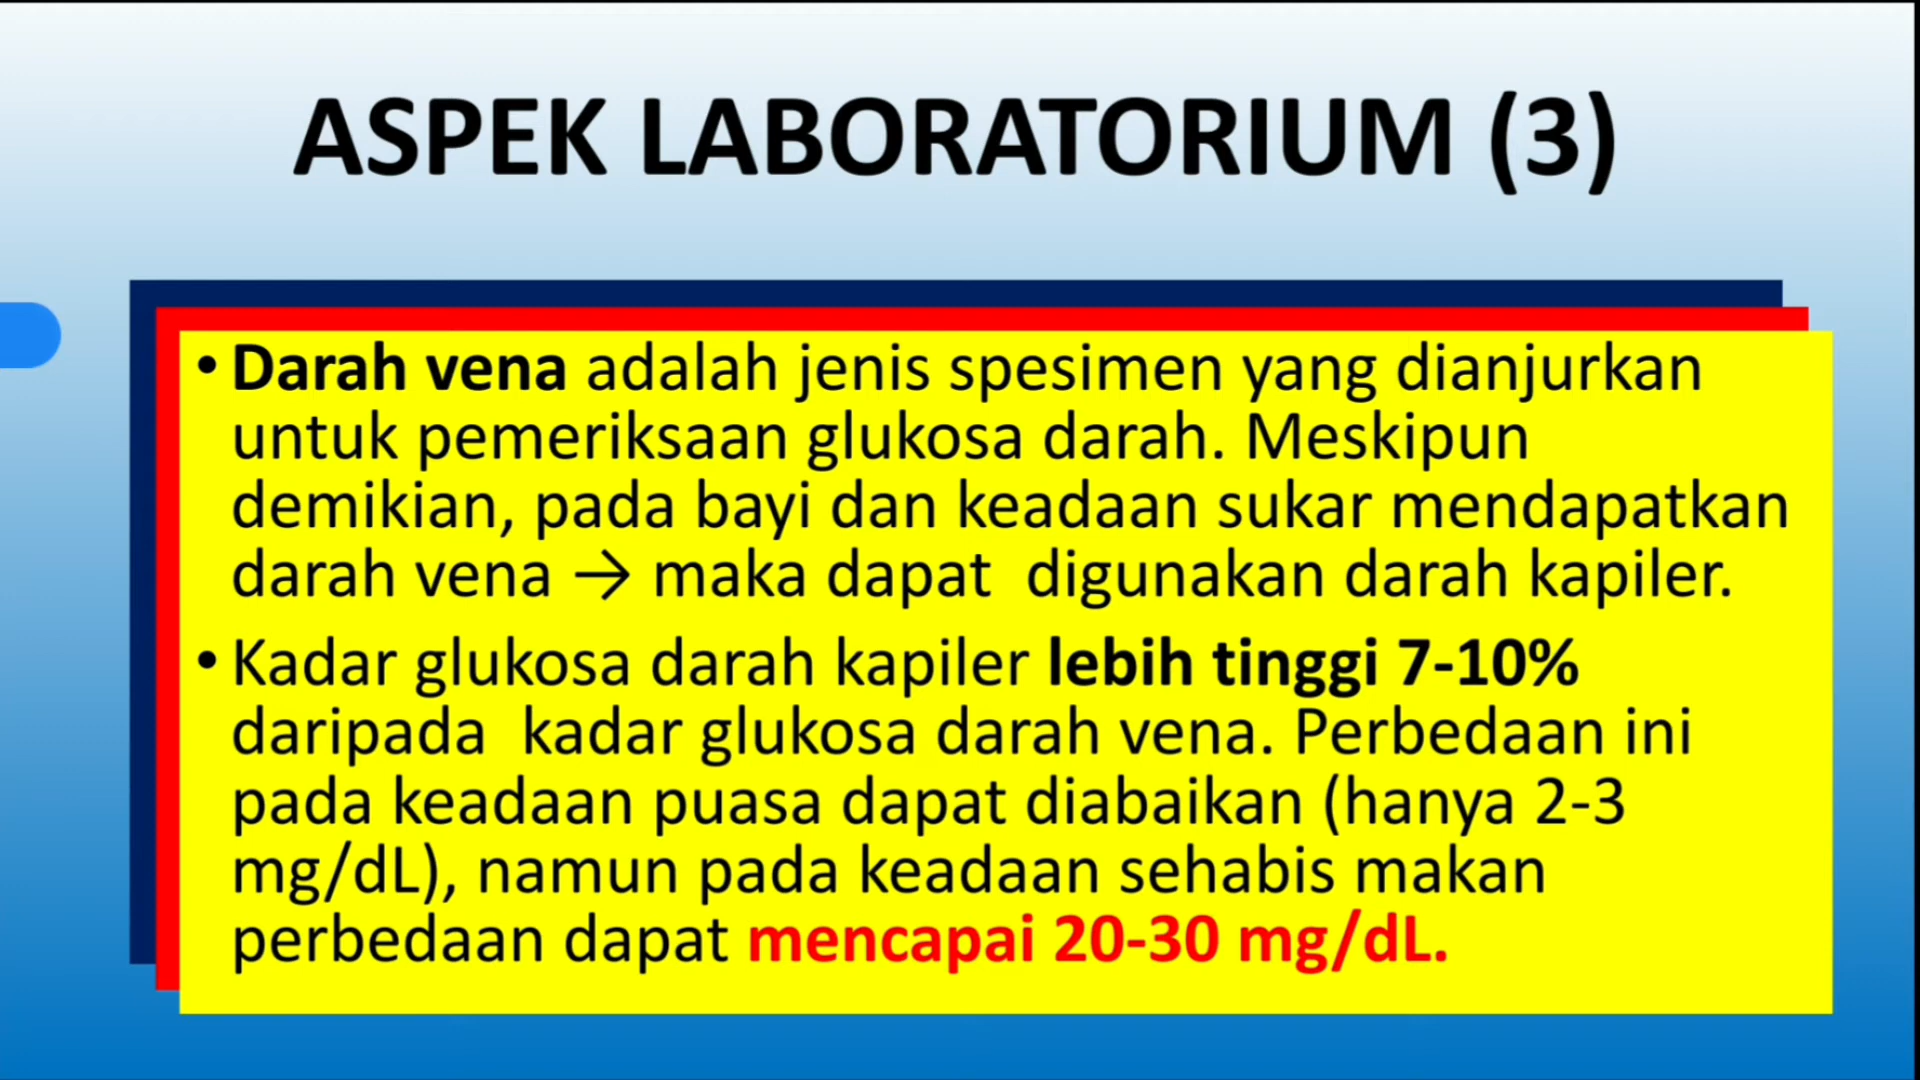 ASPEK LABORATORIUM (3)
• Darah vena adalah jenis spesimen yang dianjurkan
untuk pemeriksaan glukosa darah. Meskipun
demikian, pada bayi dan keadaan sukar mendapatkan
darah vena → maka dapat digunakan darah kapiler.
• Kadar glukosa darah kapiler lebih tinggi 7-10%
daripada kadar glukosa darah vena. Perbedaan ini
pada keadaan puasa dapat diabaikan (hanya 2-3
mg/dL), namun pada keadaan sehabis makan
perbedaan dapat mencapai 20-30 mg/dL.